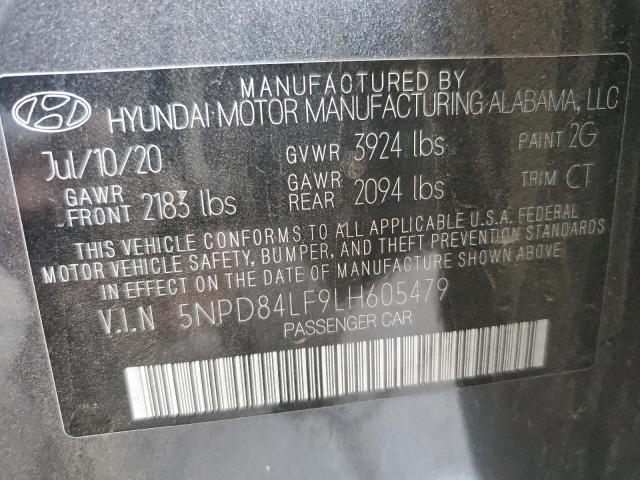 MANUFACTURED BY
HYUNDAI MOTOR MANUFACTURING ALABAMA, LLC
Jul/10/20 GVWR 3924 lbs PAINT 2G
GAWR FRONT 2183 lbs GAWR REAR 2094 lbs TRIM CT
THIS VEHICLE CONFORMS TO ALL APPLICABLE U.S.A. FEDERAL
MOTOR VEHICLE SAFETY, BUMPER, AND THEFT PREVENTION STANDARDS
IN EFFECT ON THE DATE OF MANUFACTURE SHOWN ABOVE
V.I.N 5NPD84LF9LH605479
PASSENGER CAR